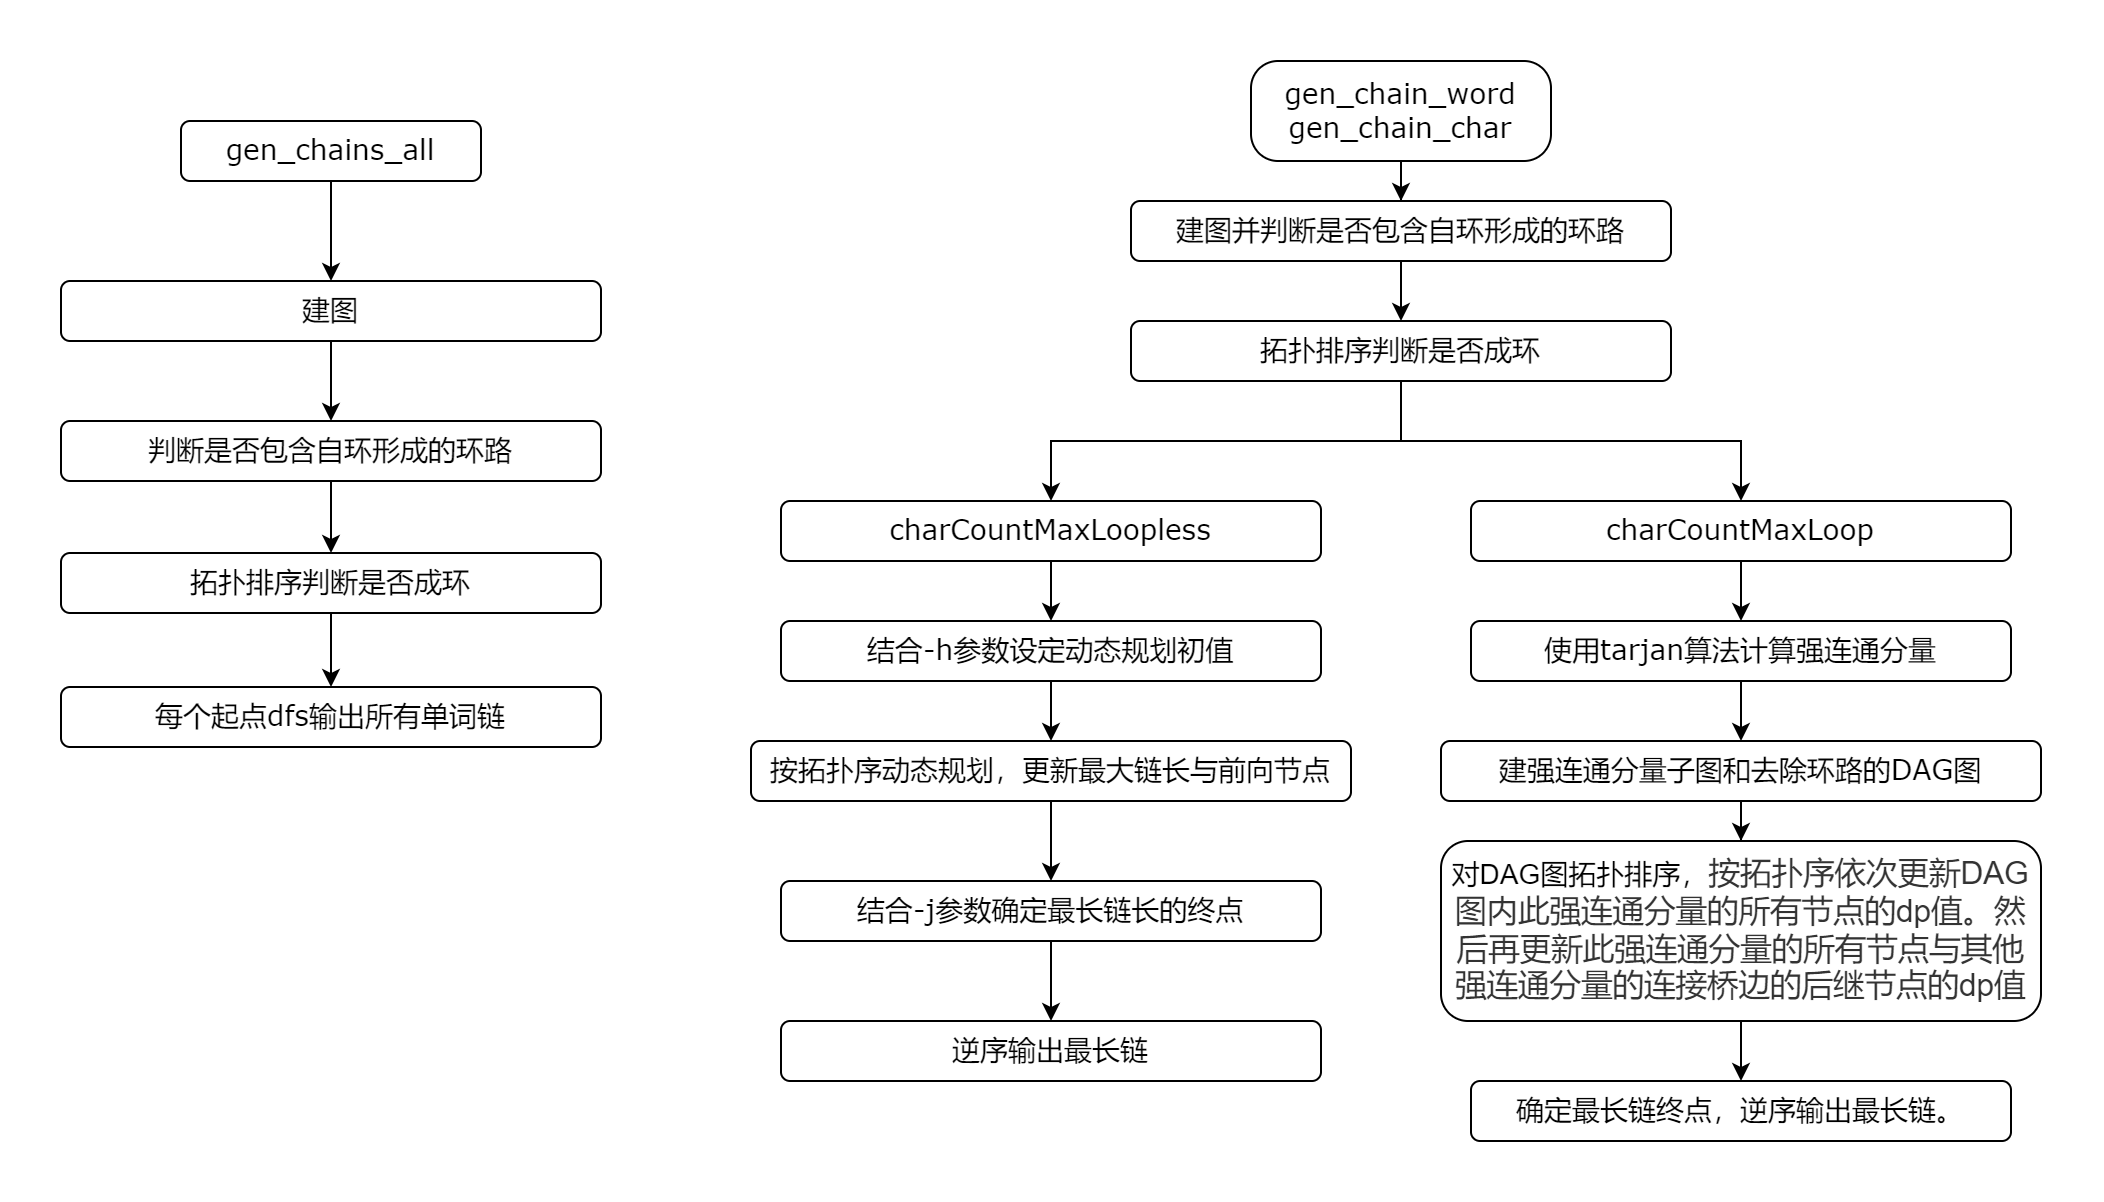 gen_chains_all
建图
判断是否包含自环形成的环路
拓扑排序判断是否成环
每个起点dfs输出所有单词链
gen_chain_word
gen_chain_char
建图并判断是否包含自环形成的环路
拓扑排序判断是否成环
charCountMaxLoopless
结合-h参数设定动态规划初值
按拓扑序动态规划，更新最大链长与前向节点
结合-j参数确定最长链长的终点
逆序输出最长链
charCountMaxLoop
使用tarjan算法计算强连通分量
建强连通分量子图和去除环路的DAG图
对DAG图拓扑排序，按拓扑序依次更新DAG
图内此强连通分量的所有节点的dp值。然
后再更新此强连通分量的所有节点与其他
强连通分量的连接桥边的后继节点的dp值
确定最长链终点，逆序输出最长链。